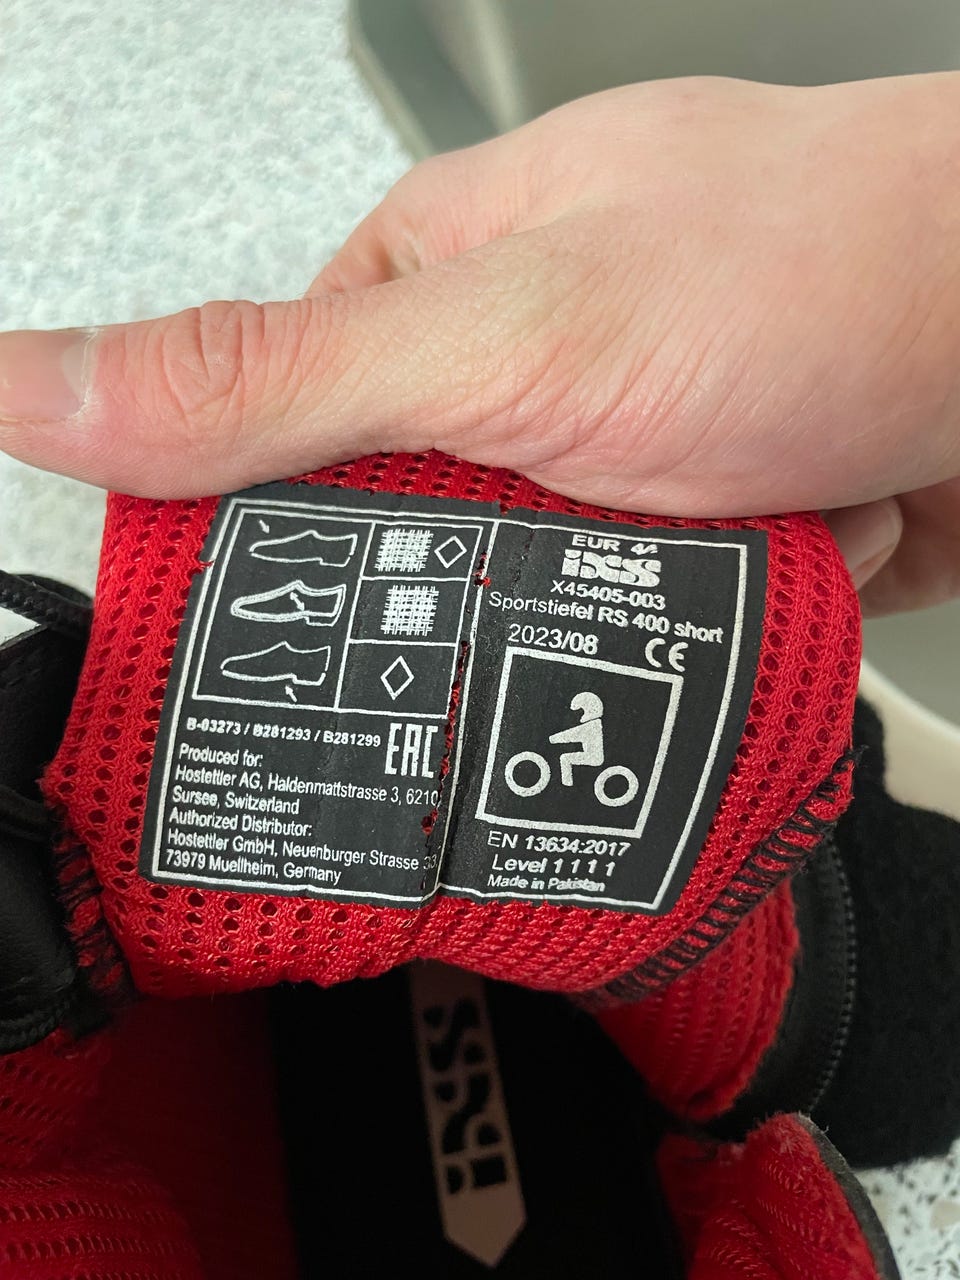 EUR 44
iXS
X45405-003
Sportstiefel RS 400 short
2023/08 CE
EN 13634:2017
Level 1 1 1 1
Made in Pakistan
B-03273 / B281293 / B281299
EAC
Produced for:
Hostettler AG, Haldenmattstrasse 3, 6210
Sursee, Switzerland
Authorized Distributor:
Hostettler GmbH, Neuenburger Strasse 33
73979 Muellheim, Germany
iXS